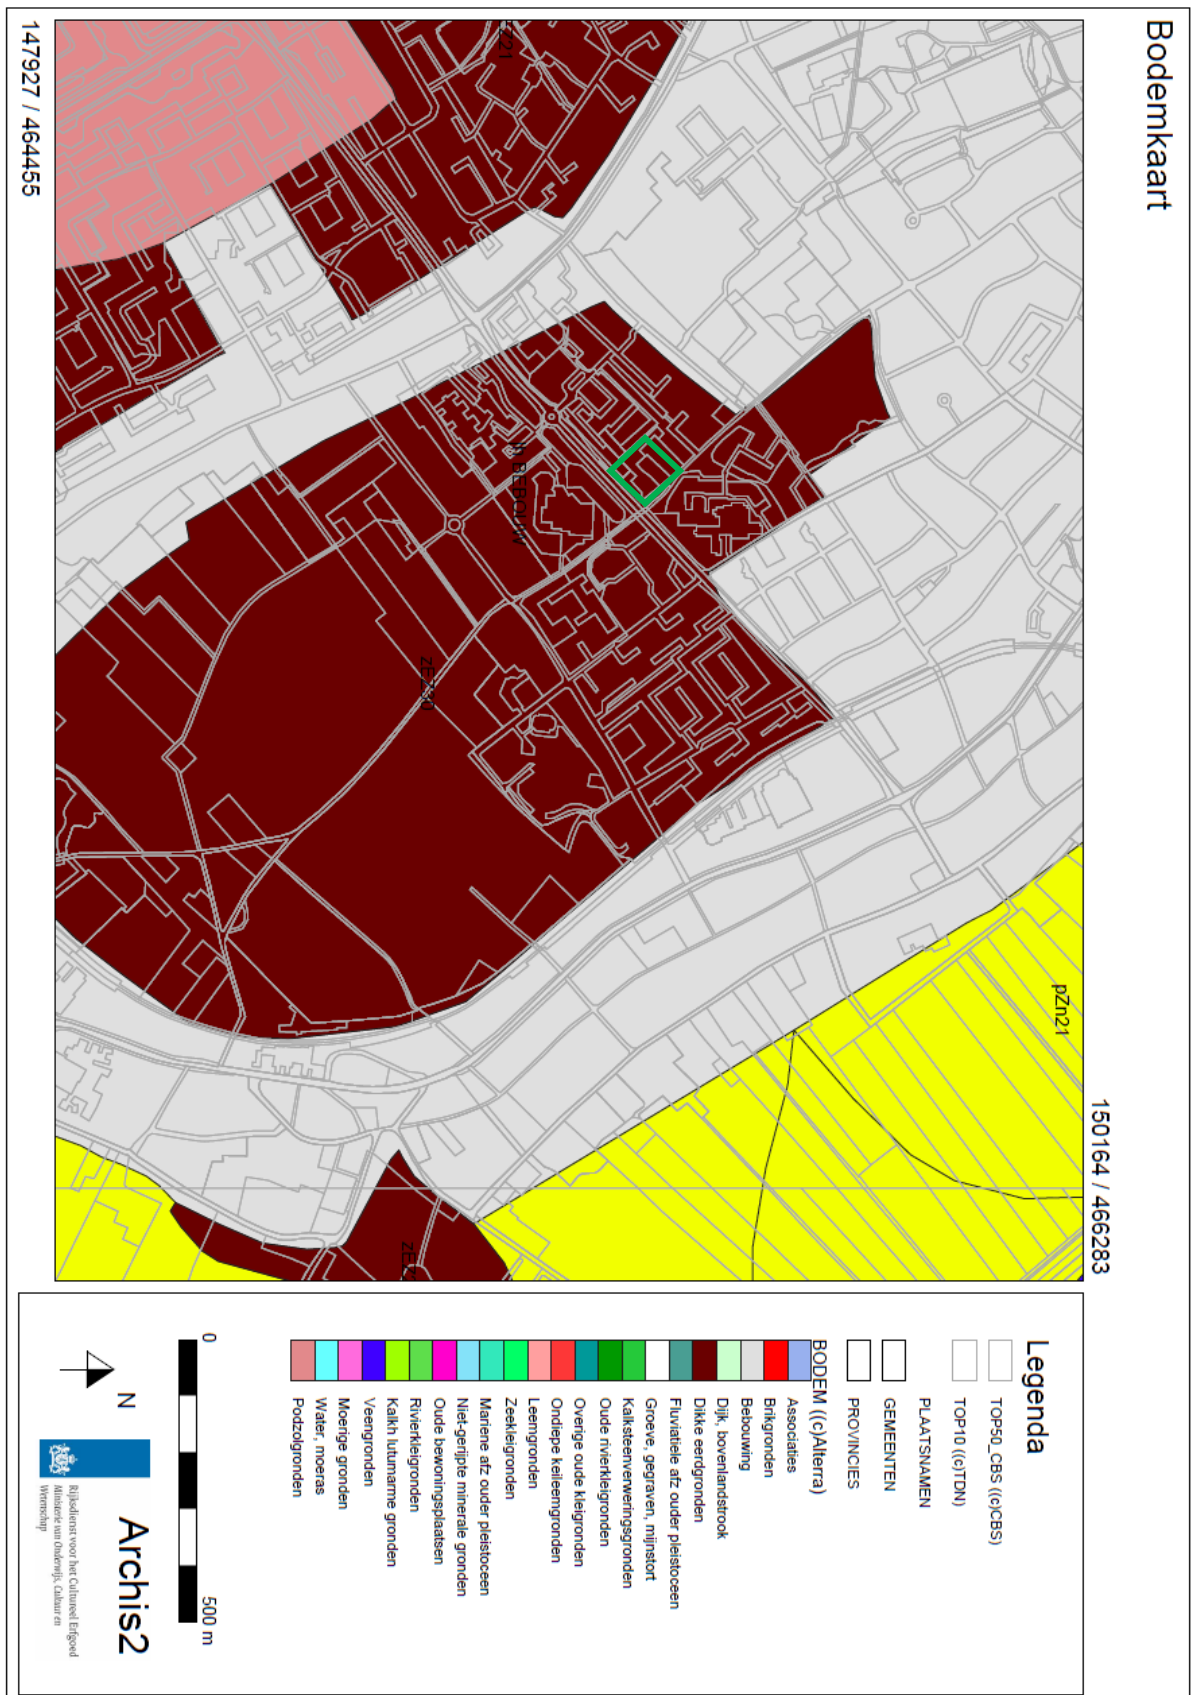 Bodemkaart
150164 / 466283
pZn21
zEZ30
h BEBOUW
147927 / 464455
Legenda
TOP50_CBS ((c)CBS)
TOP10 ((c)TDN)
PLAATSNAMEN
GEMEENTEN
PROVINCIES
BODEM ((c)Alterra)
Associaties
Brikgronden
Bebouwing
Dijk, bovenlandstrook
Dikke eerdgronden
Fluviatiele afz ouder pleistoceen
Groeve, gegraven, mijnstort
Kalksteenverweringsgronden
Oude rivierkleigronden
Overige oude kleigronden
Ondiepe keileemgronden
Leemgronden
Zeekleigronden
Mariene afz ouder pleistoceen
Niet-gerijpte minerale gronden
Oude bewoningsplaatsen
Rivierkleigronden
Kalkh lutumarme gronden
Veengronden
Moerige gronden
Water, moeras
Podzolgronden
0
500 m
N
Archis2
Rijksdienst voor het Cultureel Erfgoed
Ministerie van Onderwijs, Cultuur en
Wetenschap